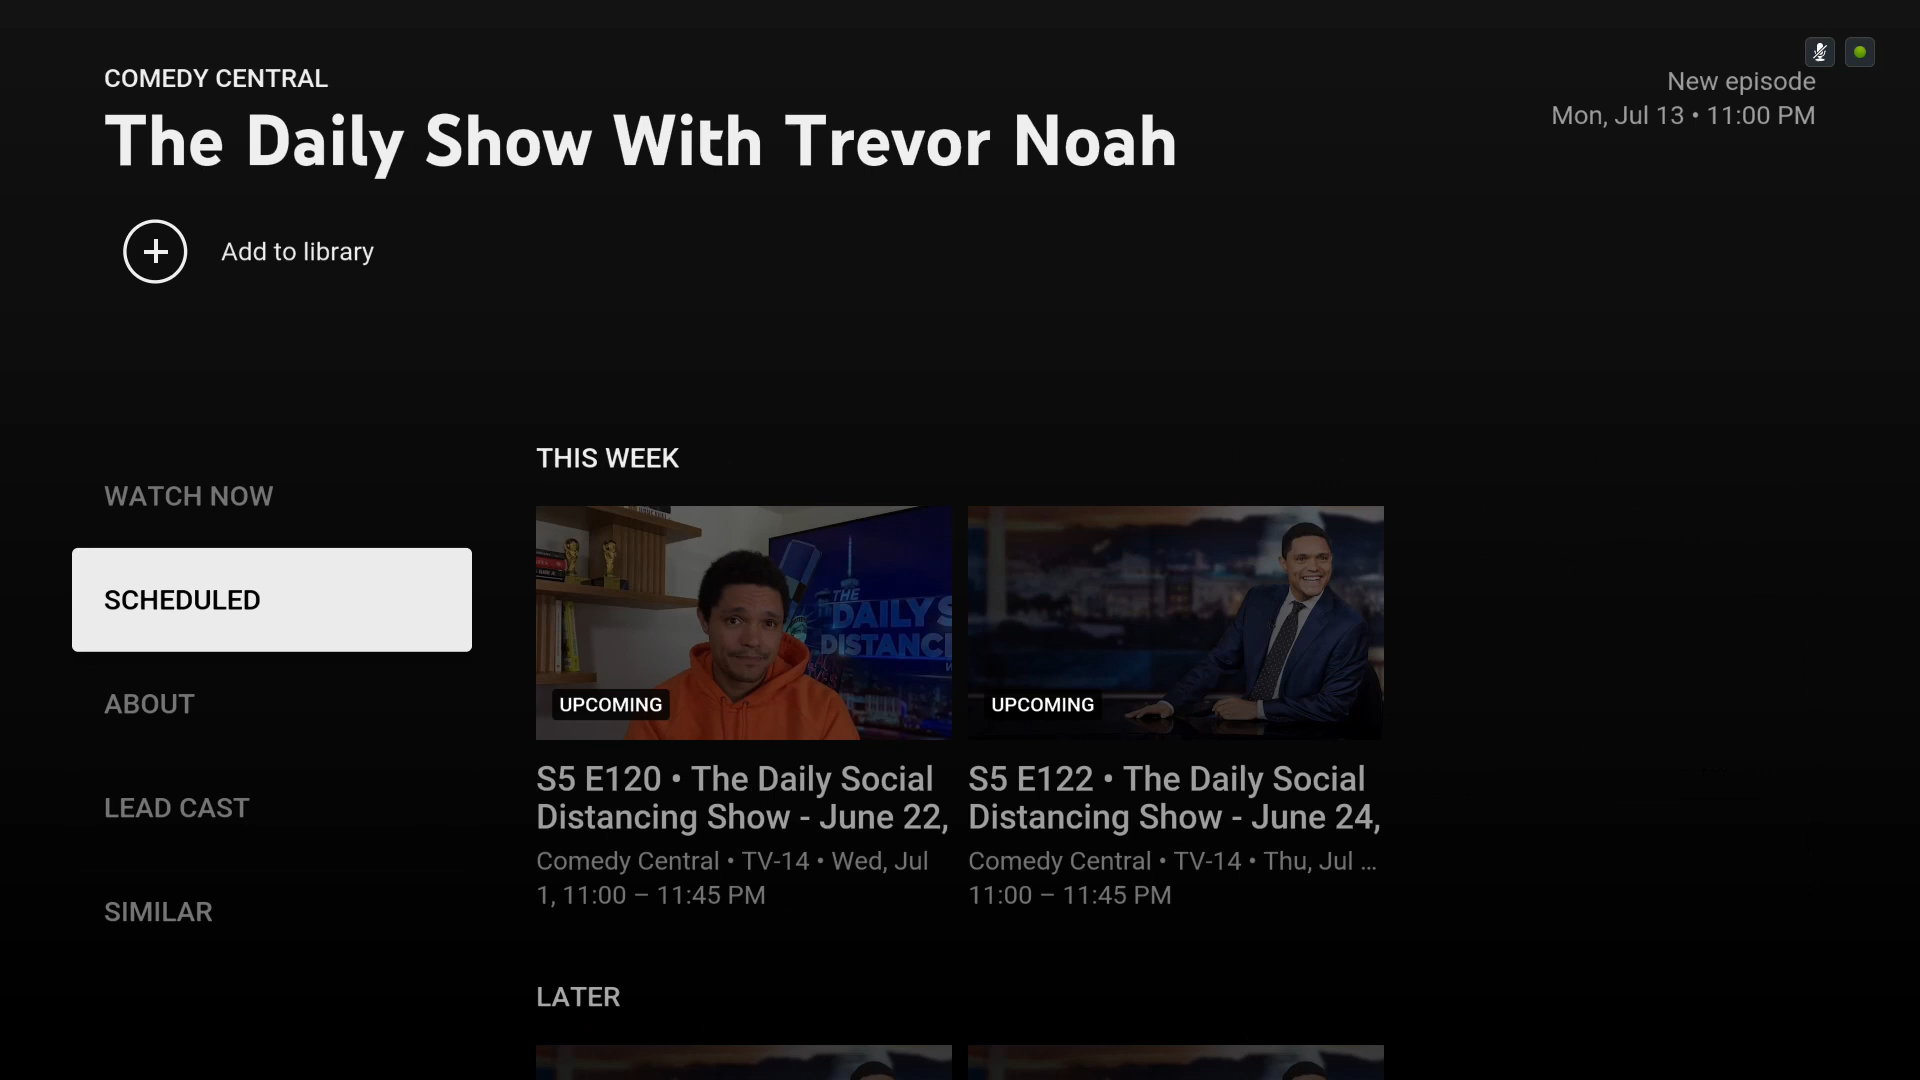 COMEDY CENTRAL
The Daily Show With Trevor Noah
New episode
Mon, Jul 13 • 11:00 PM
Add to library
WATCH NOW
SCHEDULED
ABOUT
LEAD CAST
SIMILAR
THIS WEEK
THE
DAILY S
DISTANC
UPCOMING
S5 E120 • The Daily Social
Distancing Show - June 22,
Comedy Central • TV-14 • Wed, Jul
1, 11:00 – 11:45 PM
UPCOMING
S5 E122 • The Daily Social
Distancing Show - June 24,
Comedy Central • TV-14 • Thu, Jul ...
11:00 – 11:45 PM
LATER